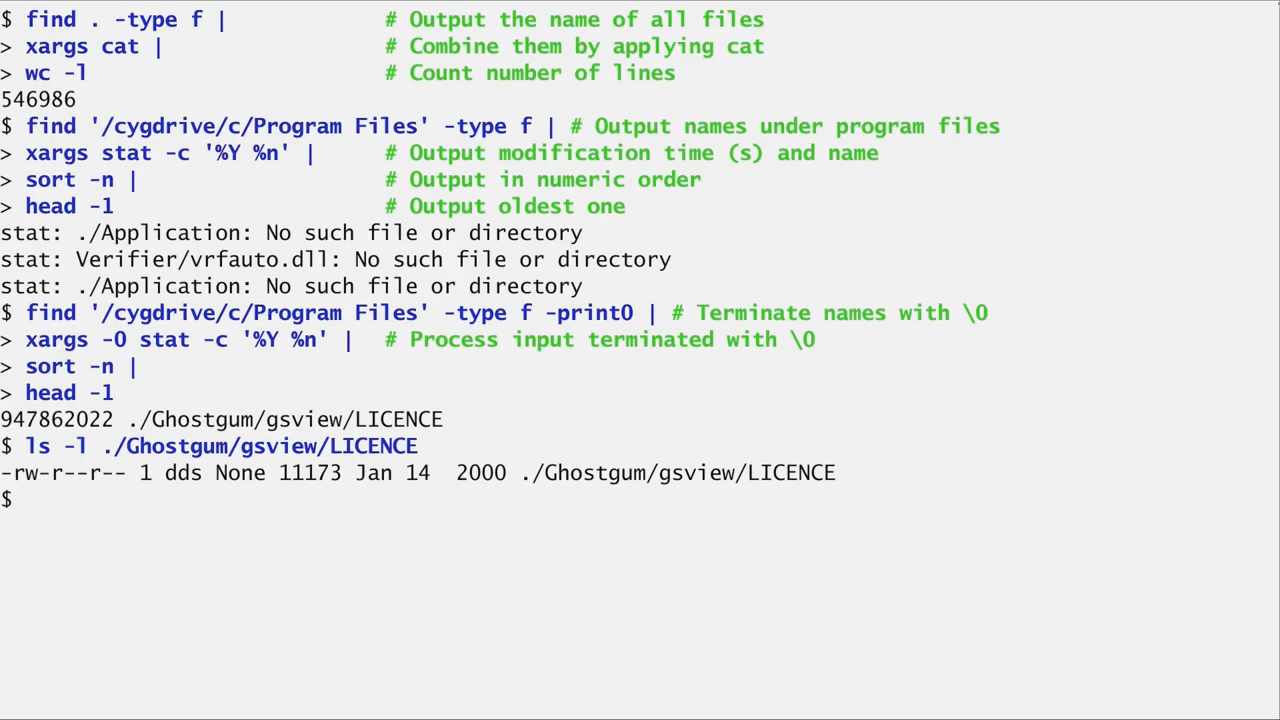 $ find . -type f | # Output the name of all files
> xargs cat | # Combine them by applying cat
> wc -l # Count number of lines
546986
$ find '/cygdrive/c/Program Files' -type f | # Output names under program files
> xargs stat -c '%Y %n' | # Output modification time (s) and name
> sort -n | # Output in numeric order
> head -1 # Output oldest one
stat: ./Application: No such file or directory
stat: Verifier/vrfauto.dll: No such file or directory
stat: ./Application: No such file or directory
$ find '/cygdrive/c/Program Files' -type f -print0 | # Terminate names with \0
> xargs -0 stat -c '%Y %n' | # Process input terminated with \0
> sort -n |
> head -1
947862022 ./Ghostgum/gsview/LICENCE
$ ls -l ./Ghostgum/gsview/LICENCE
-rw-r--r-- 1 dds None 11173 Jan 14  2000 ./Ghostgum/gsview/LICENCE
$